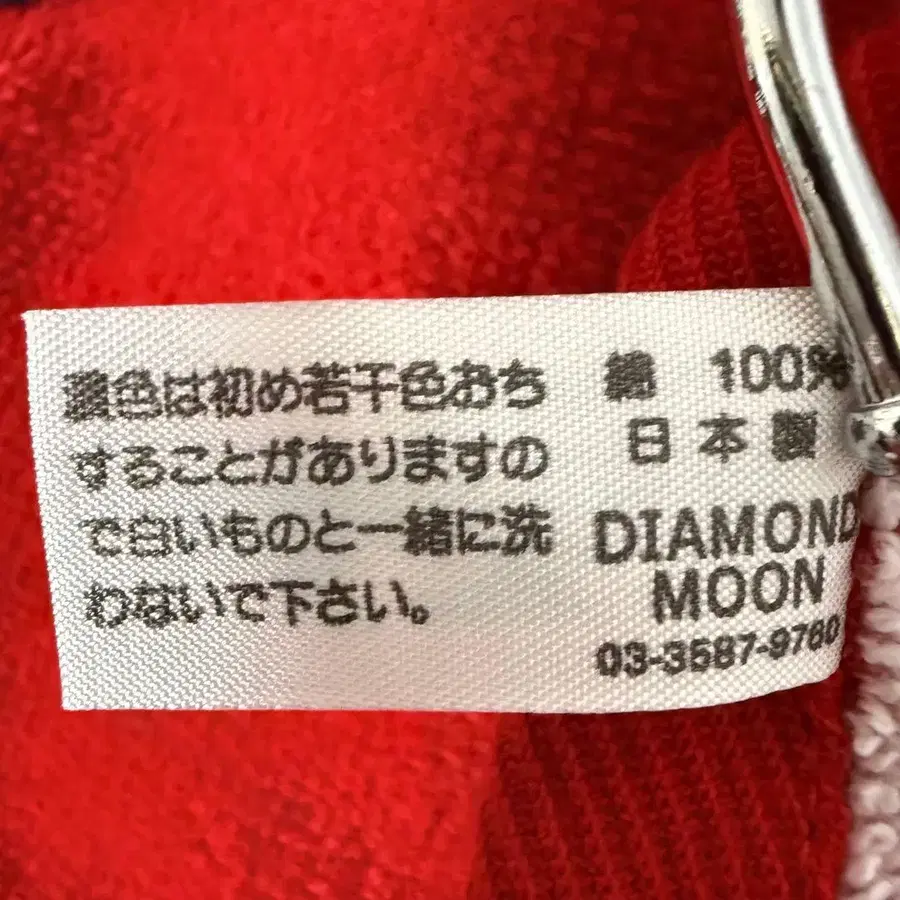 濃色は初め若干色おち
することがありますの
で白いものと一緒に洗
わないで下さい。
綿 100%
日本製
DIAMOND
MOON
03-3587-9760